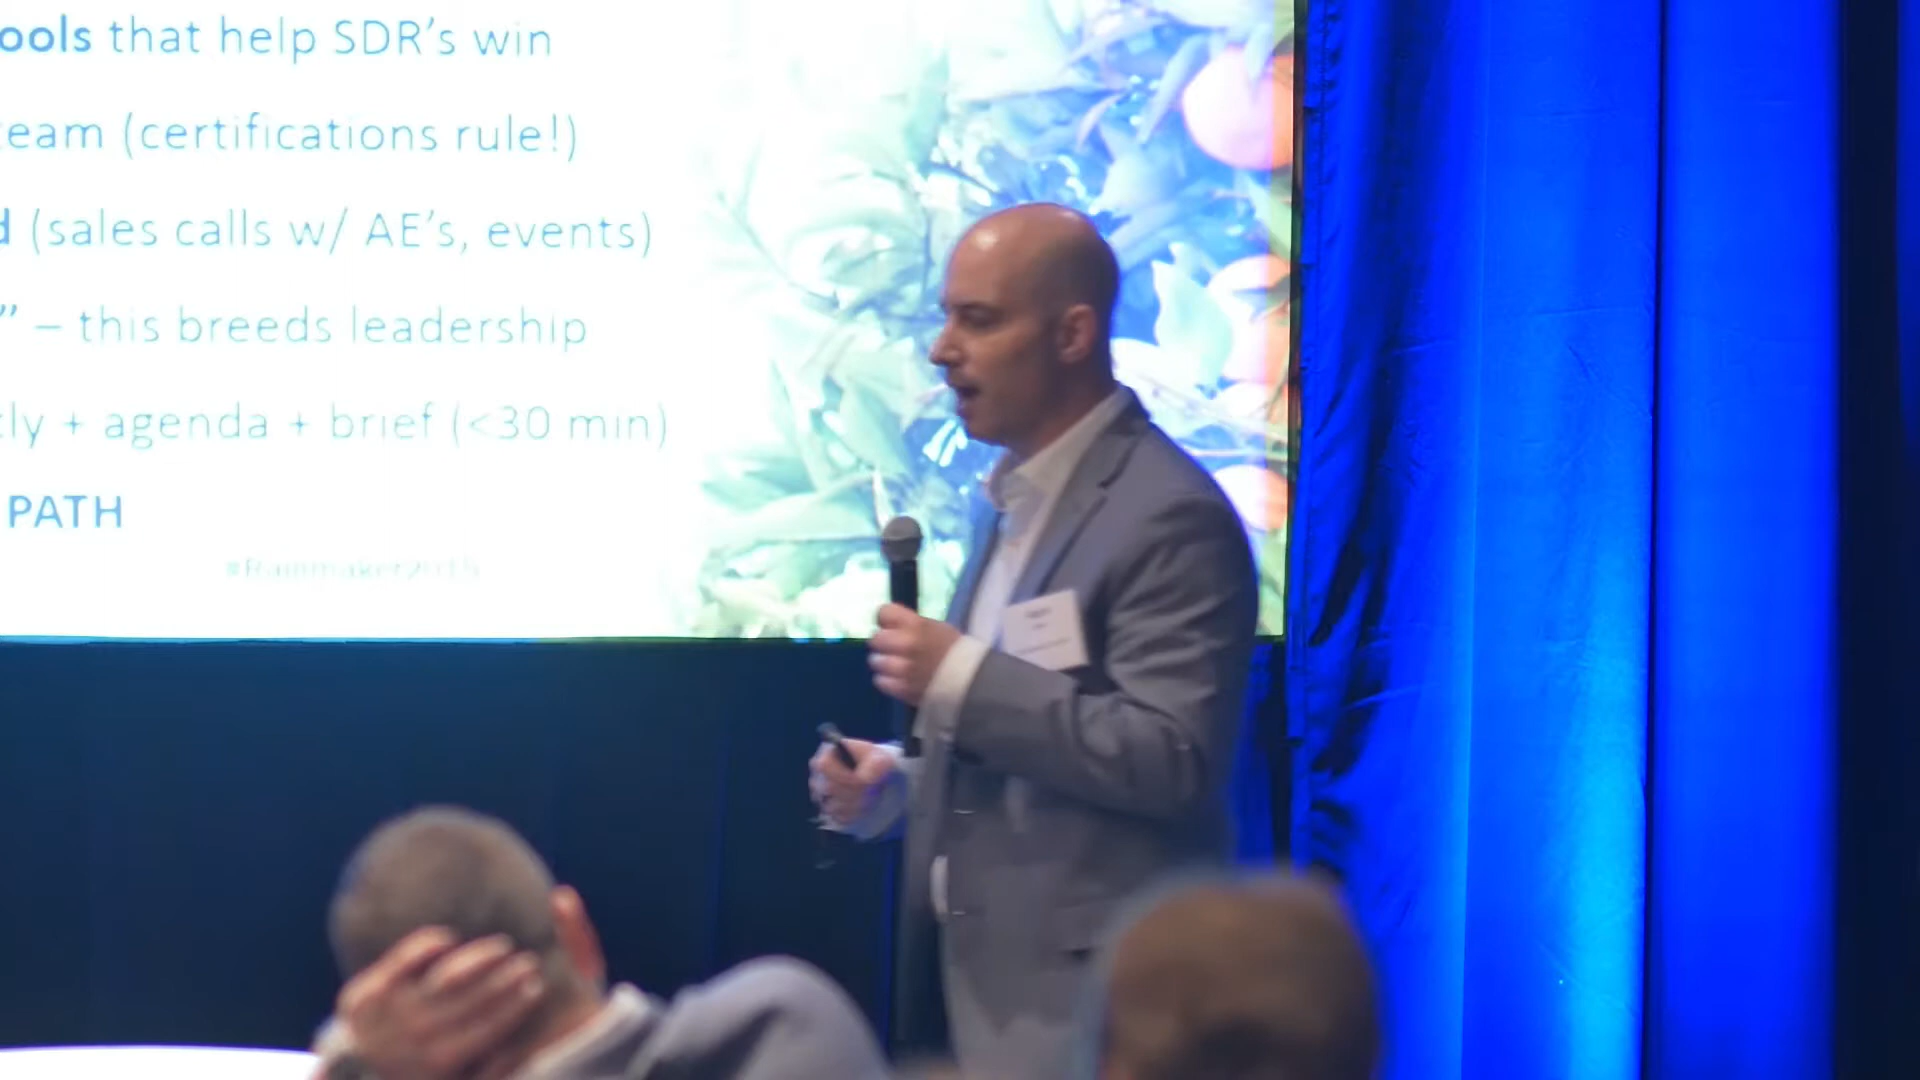 ools that help SDR's win
eam (certifications rule!)
d (sales calls w/ AE's, events)
” – this breeds leadership
ly + agenda + brief (<30 min)
PATH
#Rainmaker2015